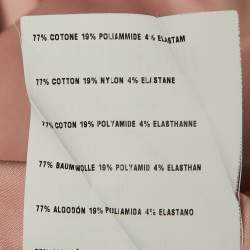 77% COTONE 19% POLIAMMIDE 4% ELASTAM
77% COTTON 19% NYLON 4% ELASTANE
77% COTON 19% POLYAMIDE 4% ELASTHANNE
77% BAUMWOLLE 19% POLYAMID 4% ELASTHAN
77% ALGODÓN 19% POLIAMIDA 4% ELASTANO